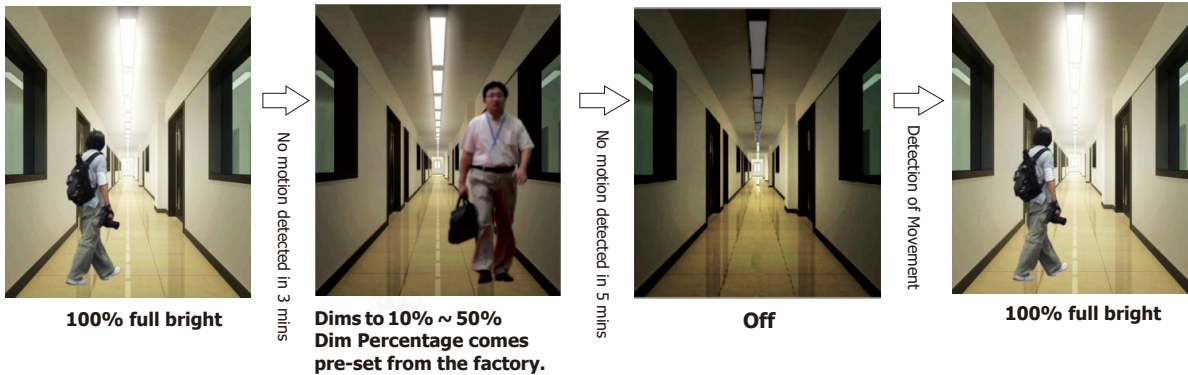 100% full bright
No motion detected in 3 mins
Dims to 10% ~ 50%
Dim Percentage comes
pre-set from the factory.
No motion detected in 5 mins
Off
Detection of Movement
100% full bright